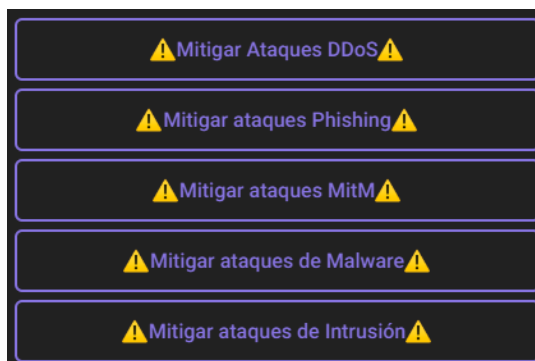 ⚠️Mitigar Ataques DDoS⚠️
⚠️Mitigar ataques Phishing⚠️
⚠️Mitigar ataques MitM⚠️
⚠️Mitigar ataques de Malware⚠️
⚠️Mitigar ataques de Intrusión⚠️